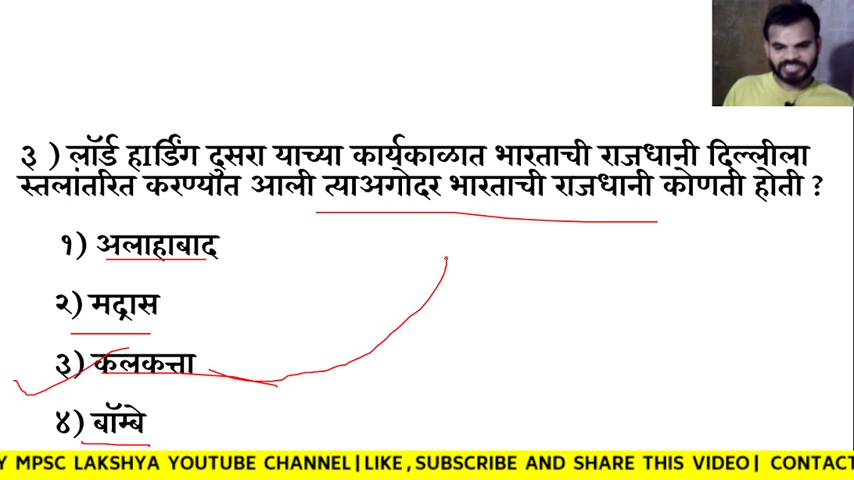 ३ ) लॉर्ड हार्डिंग दुसरा याच्या कार्यकाळात भारताची राजधानी दिल्लीला
स्तलांतरित करण्यात आली त्याअगोदर भारताची राजधानी कोणती होती ?
१) अलाहाबाद
२) मद्रास
३) कलकत्ता
४) बॉम्बे
Y MPSC LAKSHYA YOUTUBE CHANNEL|LIKE,SUBSCRIBE AND SHARE THIS VIDEO| CONTACT